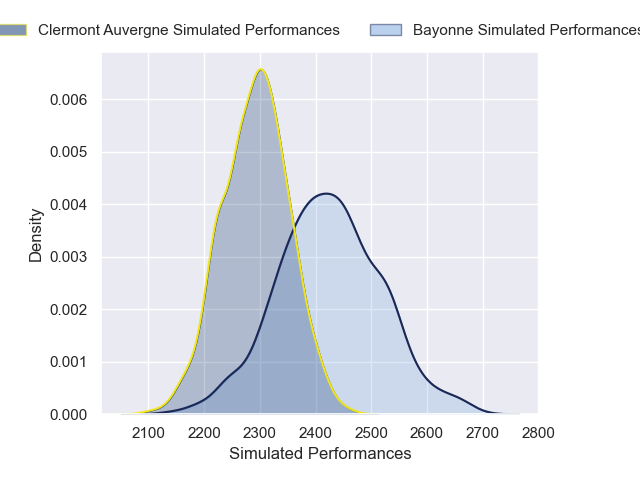 Clermont Auvergne Simulated Performances Bayonne Simulated Performances
0.006
0.005
0.004
0.003
0.002
0.001
0.000
Density
2100 2200 2300 2400 2500 2600 2700 2800
Simulated Performances